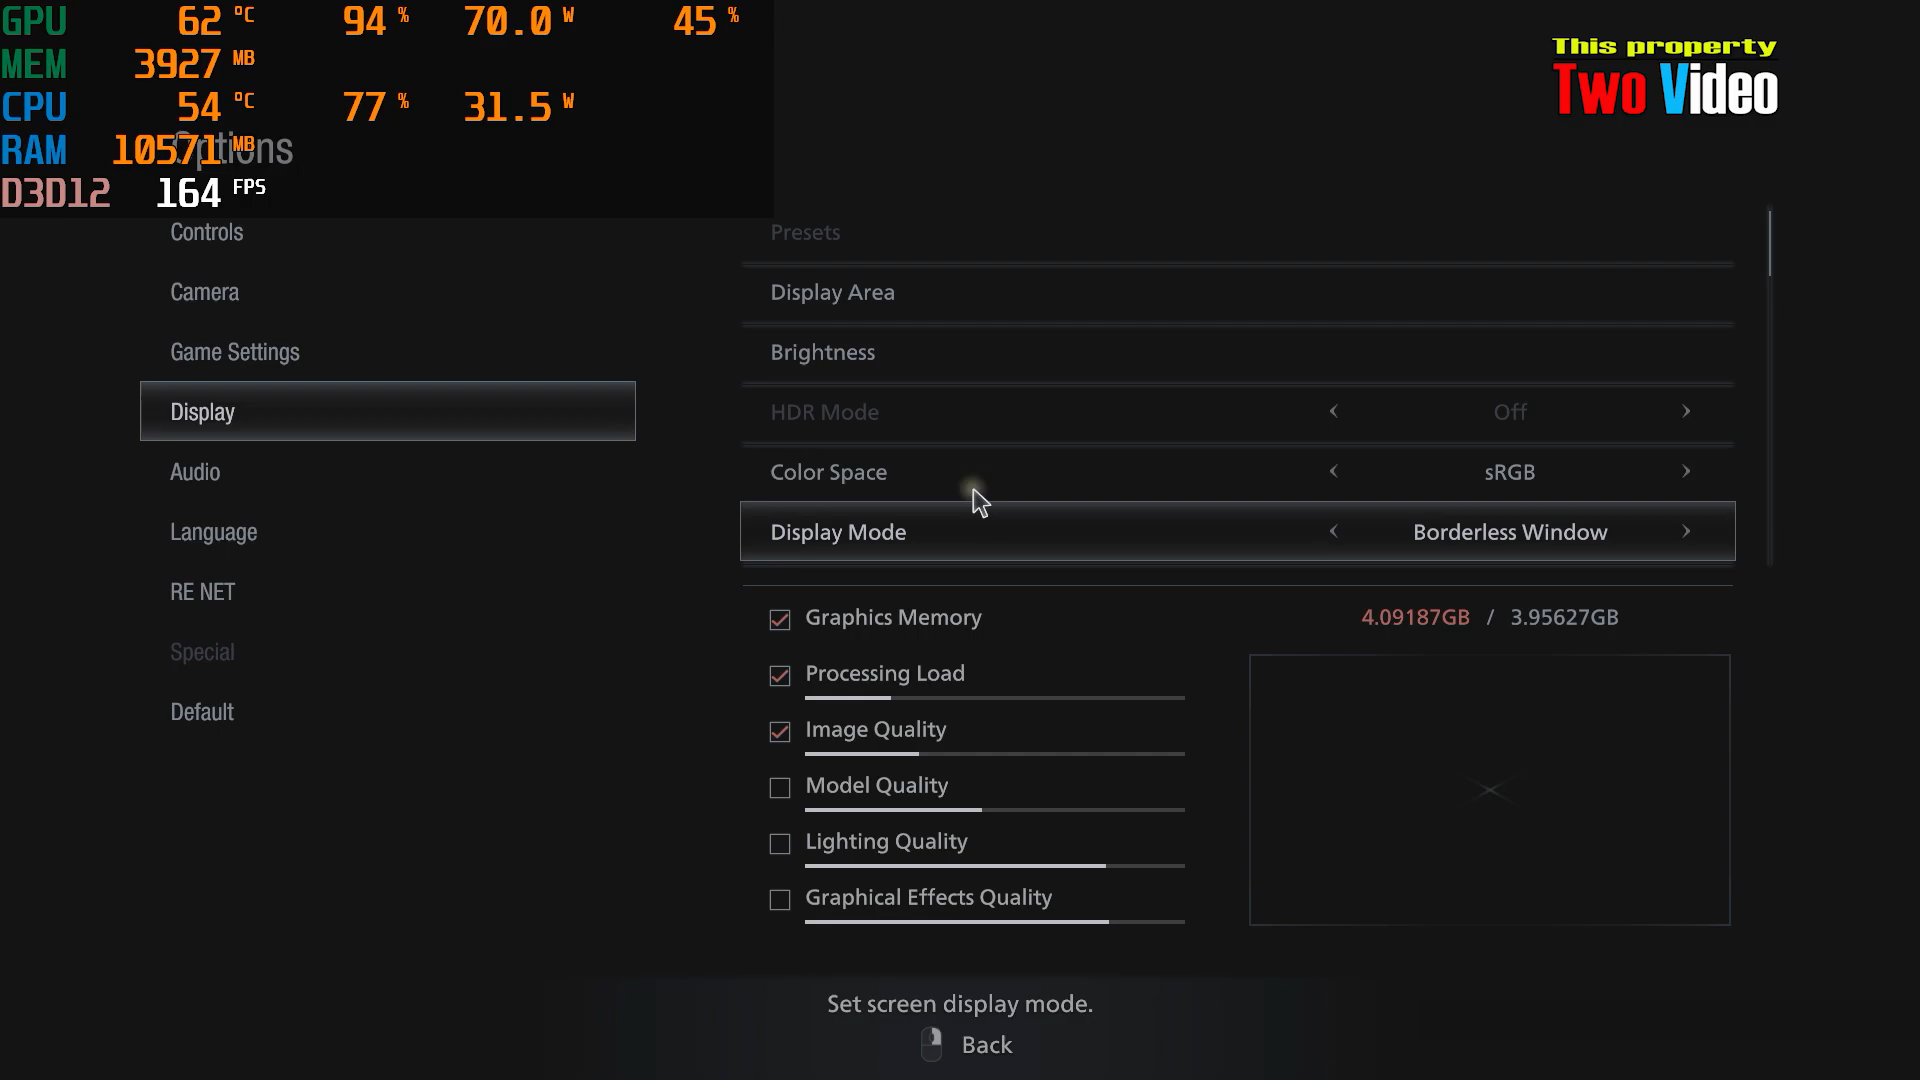 GPU 62 °C 94 % 70.0 W 45 %
MEM 3927 MB
CPU 54 °C 77 % 31.5 W
RAM 10571 MB
D3D12 164 FPS
This property
Two Video
Options
Controls
Camera
Game Settings
Display
Audio
Language
RE NET
Special
Default
Presets
Display Area
Brightness
HDR Mode Off
Color Space sRGB
Display Mode Borderless Window
Graphics Memory 4.09187GB / 3.95627GB
Processing Load
Image Quality
Model Quality
Lighting Quality
Graphical Effects Quality
Set screen display mode.
Back